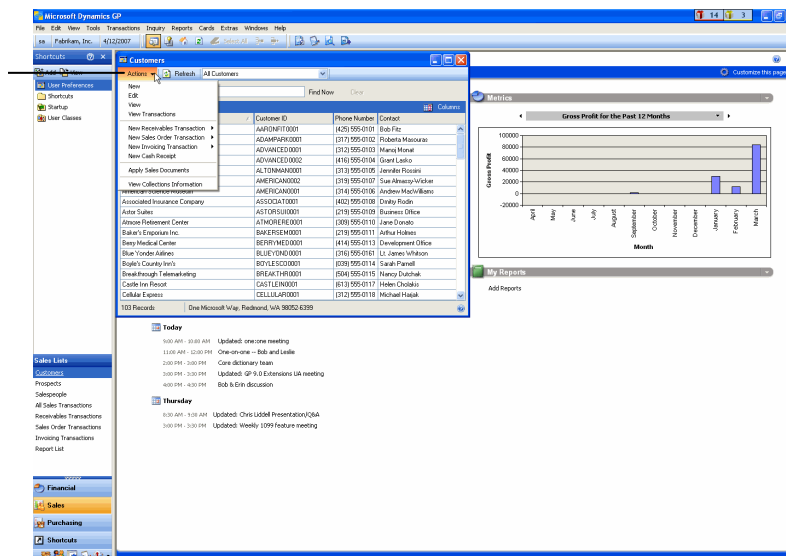 Microsoft Dynamics GP
14 3
File Edit View Tools Transactions Inquiry Reports Cards Extras Windows Help
sa Fabrikam, Inc. 4/12/2007 Select All
Shortcuts
Add View
User Preferences
Shortcuts
Startup
User Classes
Customers
Actions Refresh All Customers
Find Now Clear
Columns
New
Edit
View
View Transactions
New Receivables Transaction
New Sales Order Transaction
New Invoicing Transaction
New Cash Receipt
Apply Sales Documents
View Collections Information
Customer ID Phone Number Contact
AARONFIT0001 (425) 555-0101 Bob Fitz
ADAMPARK0001 (317) 555-0102 Roberta Masouras
ADVANCED0001 (312) 555-0103 Manoj Monat
ADVANCED0002 (416) 555-0104 Grant Lasko
ALTONMAN0001 (313) 555-0105 Jennifer Rossini
AMERICAN0002 (319) 555-0107 Sue Almassy-Wicker
American Science Museum AMERICAN0001 (314) 555-0106 Andrew MacWilliams
Associated Insurance Company ASSOCIAT0001 (402) 555-0108 Dmitry Rodin
Astor Suites ASTORSUI0001 (219) 555-0109 Business Office
Atmore Retirement Center ATMORERE0001 (309) 555-0110 Jane Donato
Baker's Emporium Inc. BAKERSEM0001 (219) 555-0111 Arthur Holmes
Berry Medical Center BERRYMED0001 (414) 555-0113 Development Office
Blue Yonder Airlines BLUEYOND0001 (316) 555-0161 Lt. James Whitson
Boyle's Country Inn's BOYLESCO0001 (039) 555-0114 Sarah Parnell
Breakthrough Telemarketing BREAKTHR0001 (504) 555-0115 Nancy Dutchak
Castle Inn Resort CASTLEIN0001 (613) 555-0117 Helen Cholakis
Cellular Express CELLULAR0001 (312) 555-0118 Michael Harjak
103 Records One Microsoft Way, Redmond, WA 98052-6399
Customize this page
Metrics
Gross Profit for the Past 12 Months
Gross Profit
100000
80000
60000
40000
20000
0
-20000
April May June July August September October November December January February March
Month
My Reports
Add Reports
Today
9:00 AM - 10:00 AM Updated: one:one meeting
11:00 AM - 12:00 PM One-on-one -- Bob and Leslie
2:00 PM - 3:00 PM Core dictionary team
3:00 PM - 3:30 PM Updated: GP 9.0 Extensions UA meeting
4:00 PM - 4:30 PM Bob & Erin discussion
Thursday
8:30 AM - 9:30 AM Updated: Chris Liddell Presentation/Q&A
3:00 PM - 3:30 PM Updated: Weekly 1099 feature meeting
Sales Lists
Customers
Prospects
Salespeople
All Sales Transactions
Receivables Transactions
Sales Order Transactions
Invoicing Transactions
Report List
Financial
Sales
Purchasing
Shortcuts